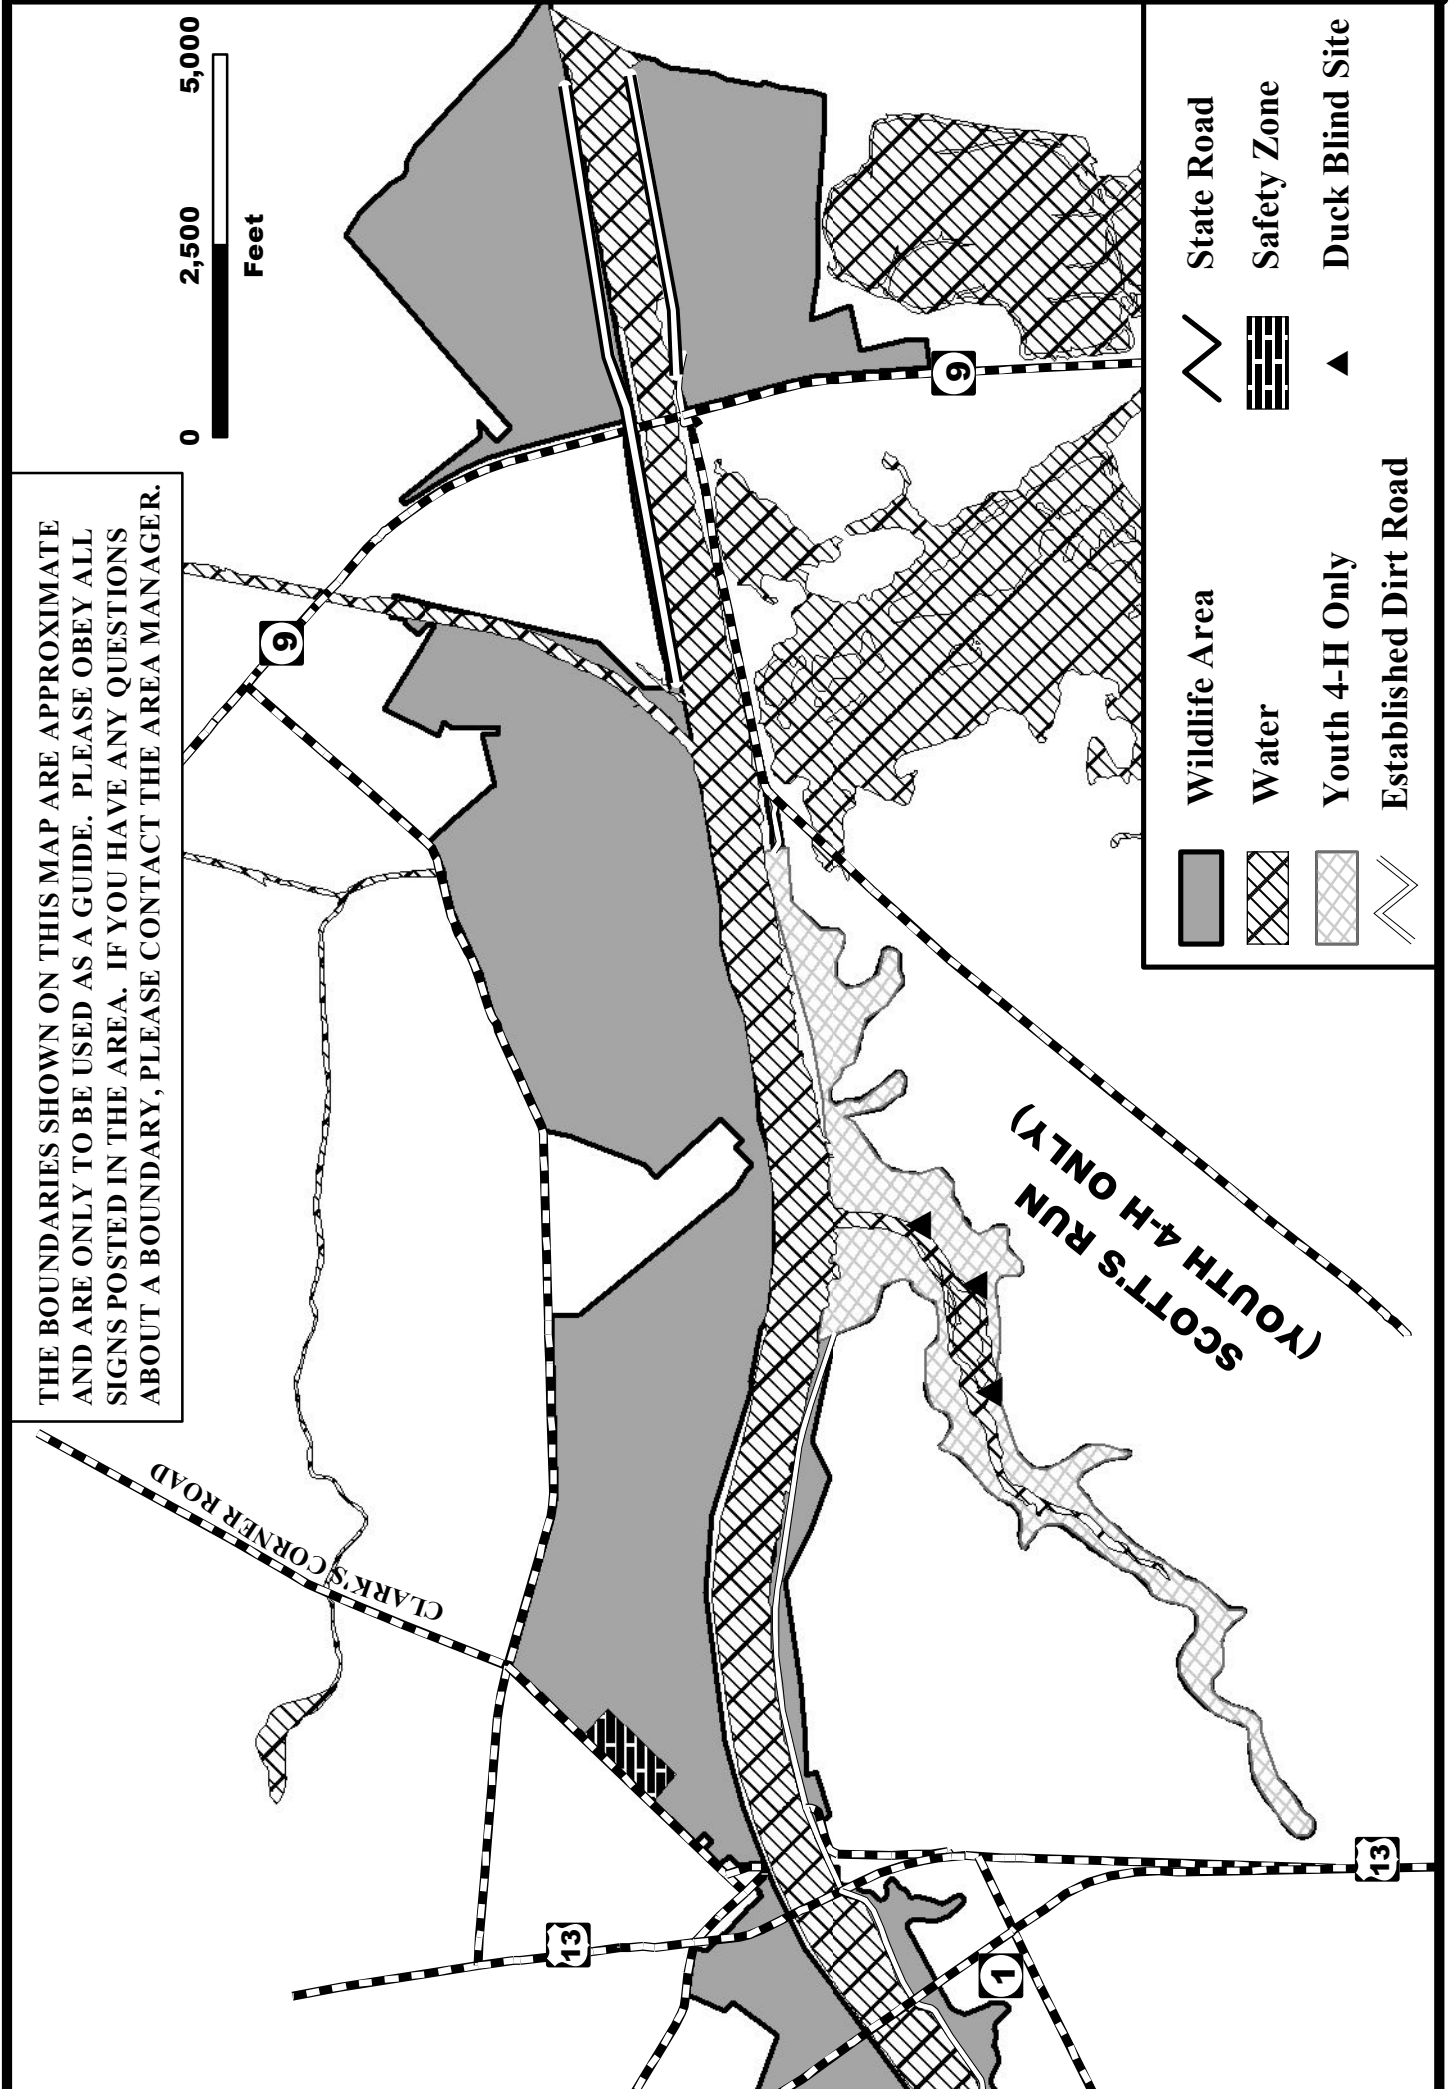 THE BOUNDARIES SHOWN ON THIS MAP ARE APPROXIMATE
AND ARE ONLY TO BE USED AS A GUIDE. PLEASE OBEY ALL
SIGNS POSTED IN THE AREA. IF YOU HAVE ANY QUESTIONS
ABOUT A BOUNDARY, PLEASE CONTACT THE AREA MANAGER.
0 2,500 5,000
Feet
CLARK'S CORNER ROAD
9
9
13
13
1
SCOTT'S RUN
(YOUTH 4-H ONLY)
Wildlife Area
Water
Youth 4-H Only
Established Dirt Road
State Road
Safety Zone
Duck Blind Site